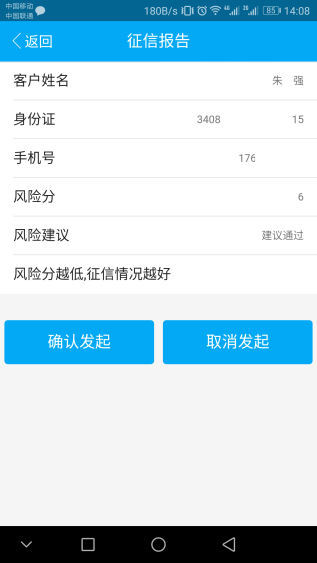 中国移动
中国联通
180B/s 4G 3G 85 14:08
返回 征信报告
客户姓名 朱 强
身份证 3408 15
手机号 176
风险分 6
风险建议 建议通过
风险分越低,征信情况越好
确认发起 取消发起